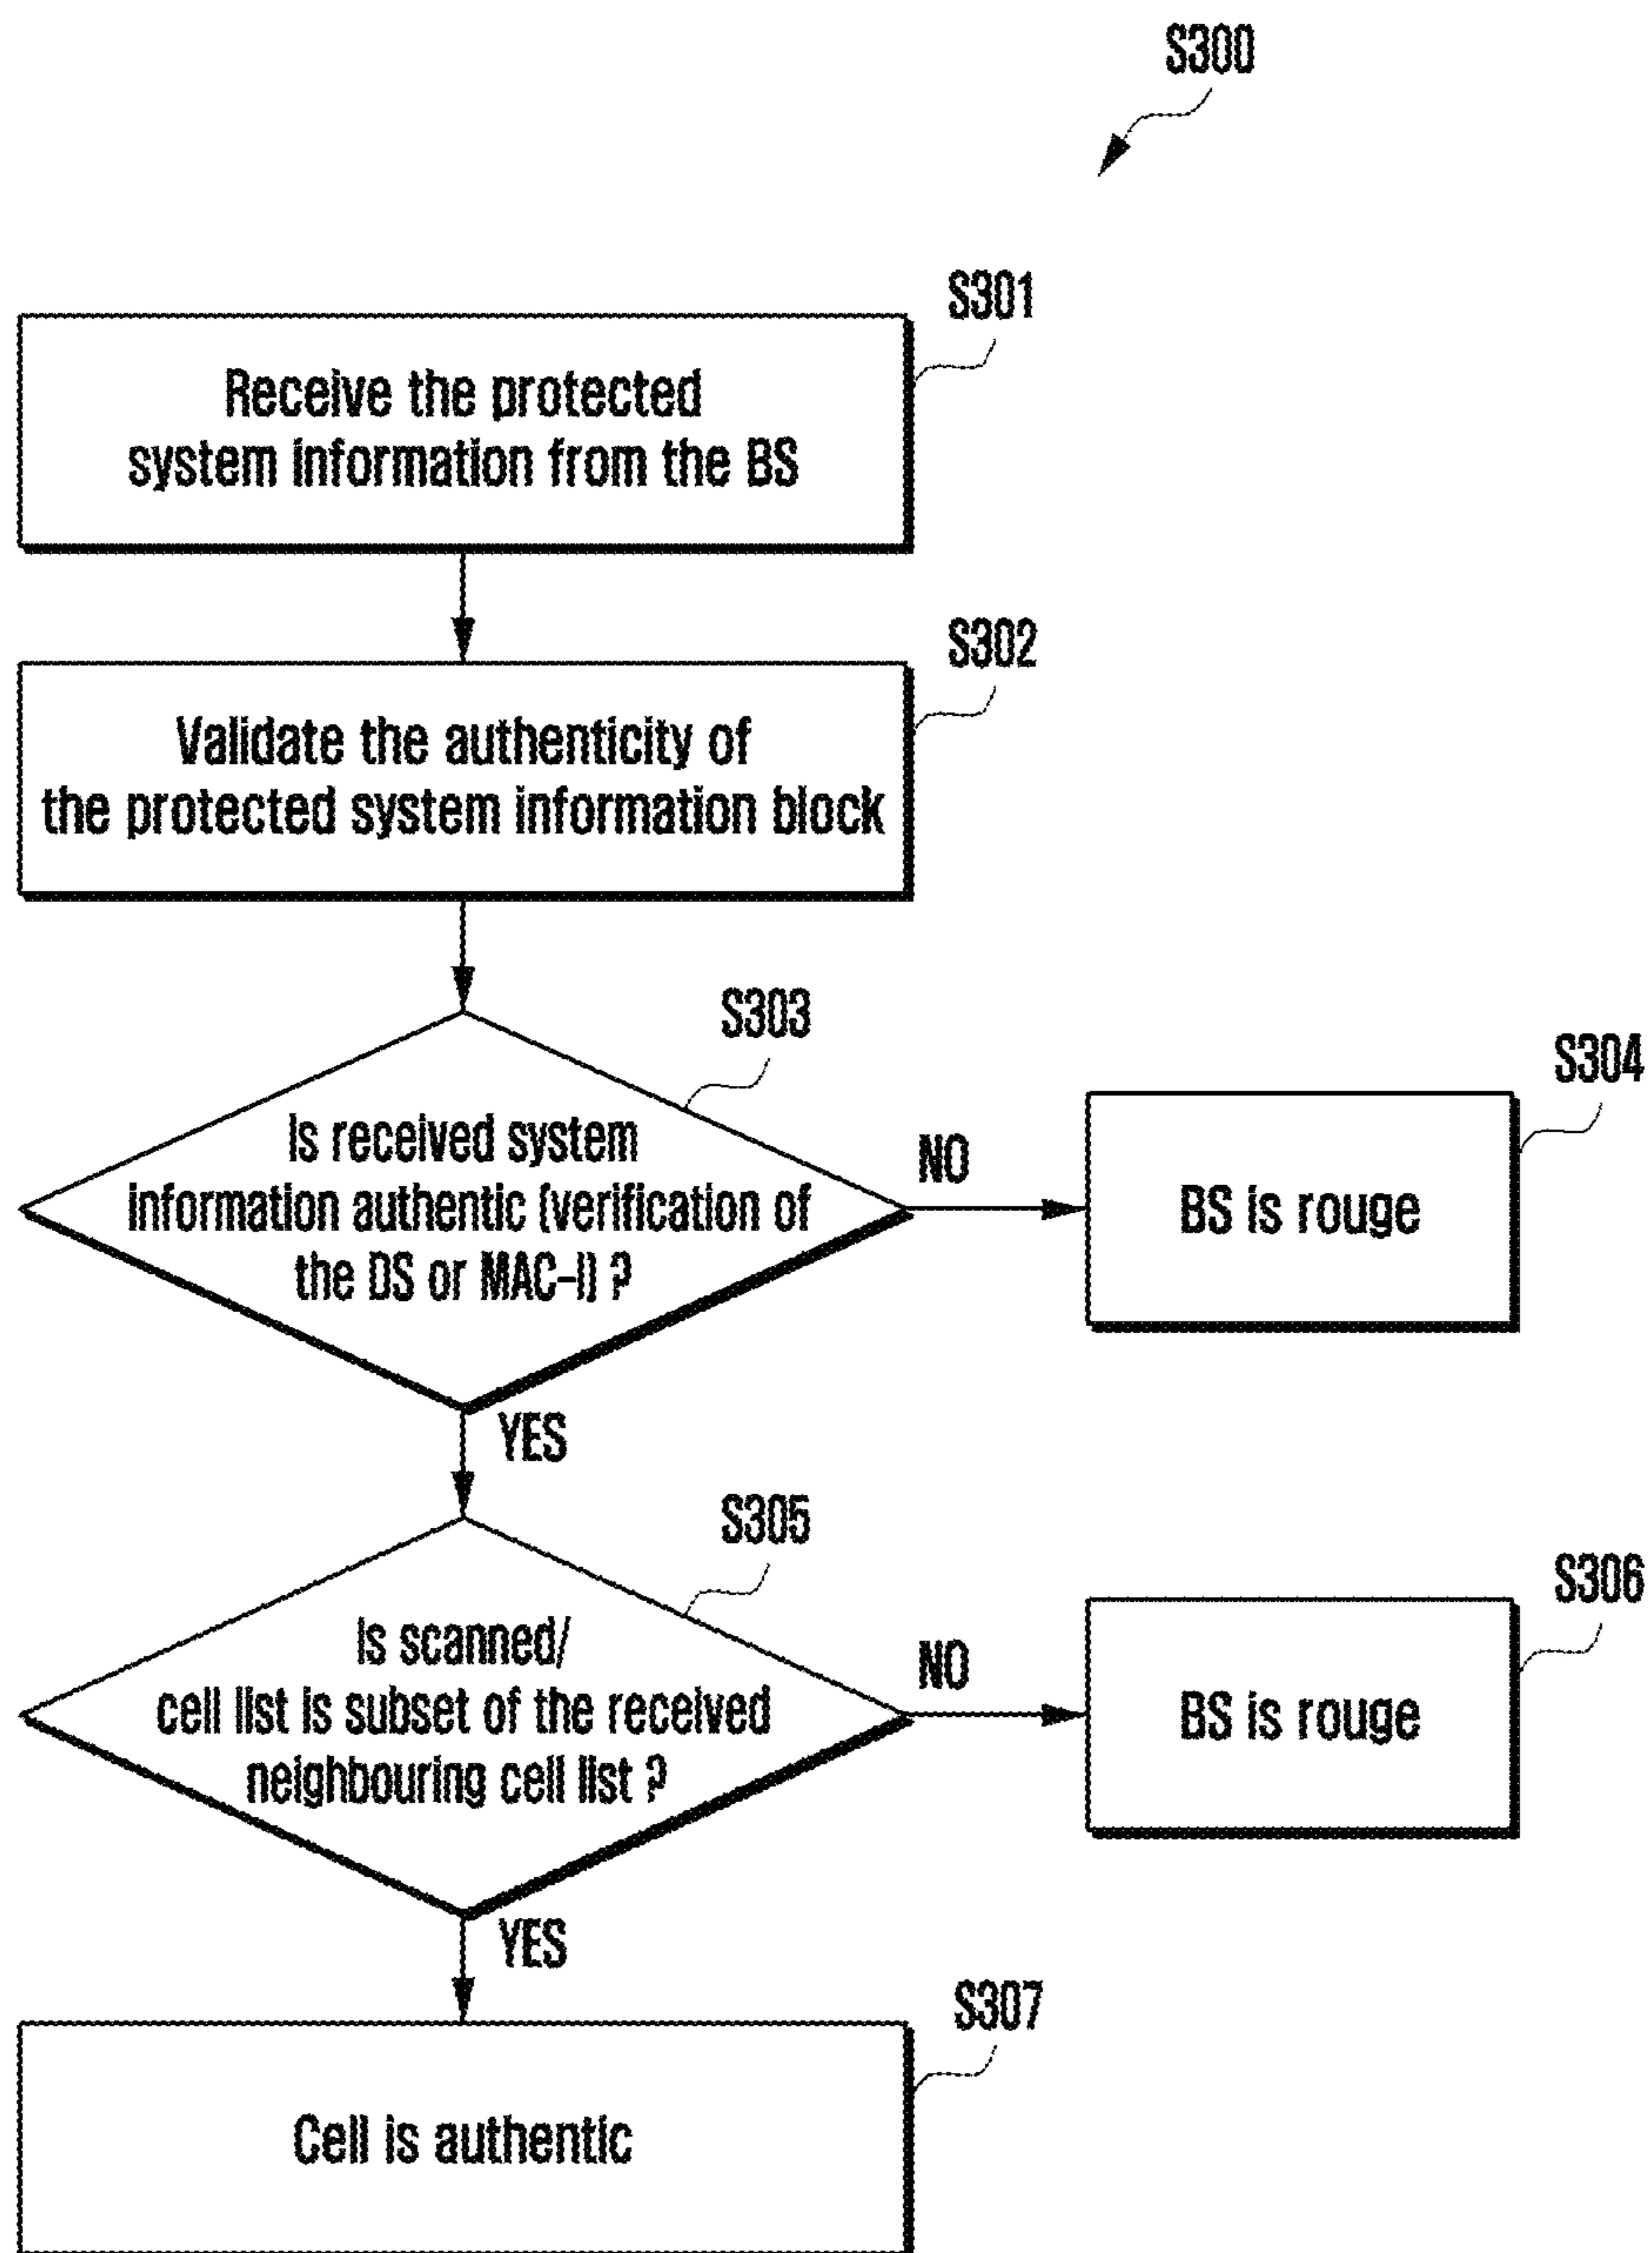 S300
S301
Receive the protected
system information from the BS
S302
Validate the authenticity of
the protected system information block
S303
Is received system
information authentic (verification of
the DS or MAC-I) ?
NO
S304
BS is rouge
YES
S305
Is scanned/
cell list is subset of the received
neighbouring cell list ?
NO
S306
BS is rouge
YES
S307
Cell is authentic